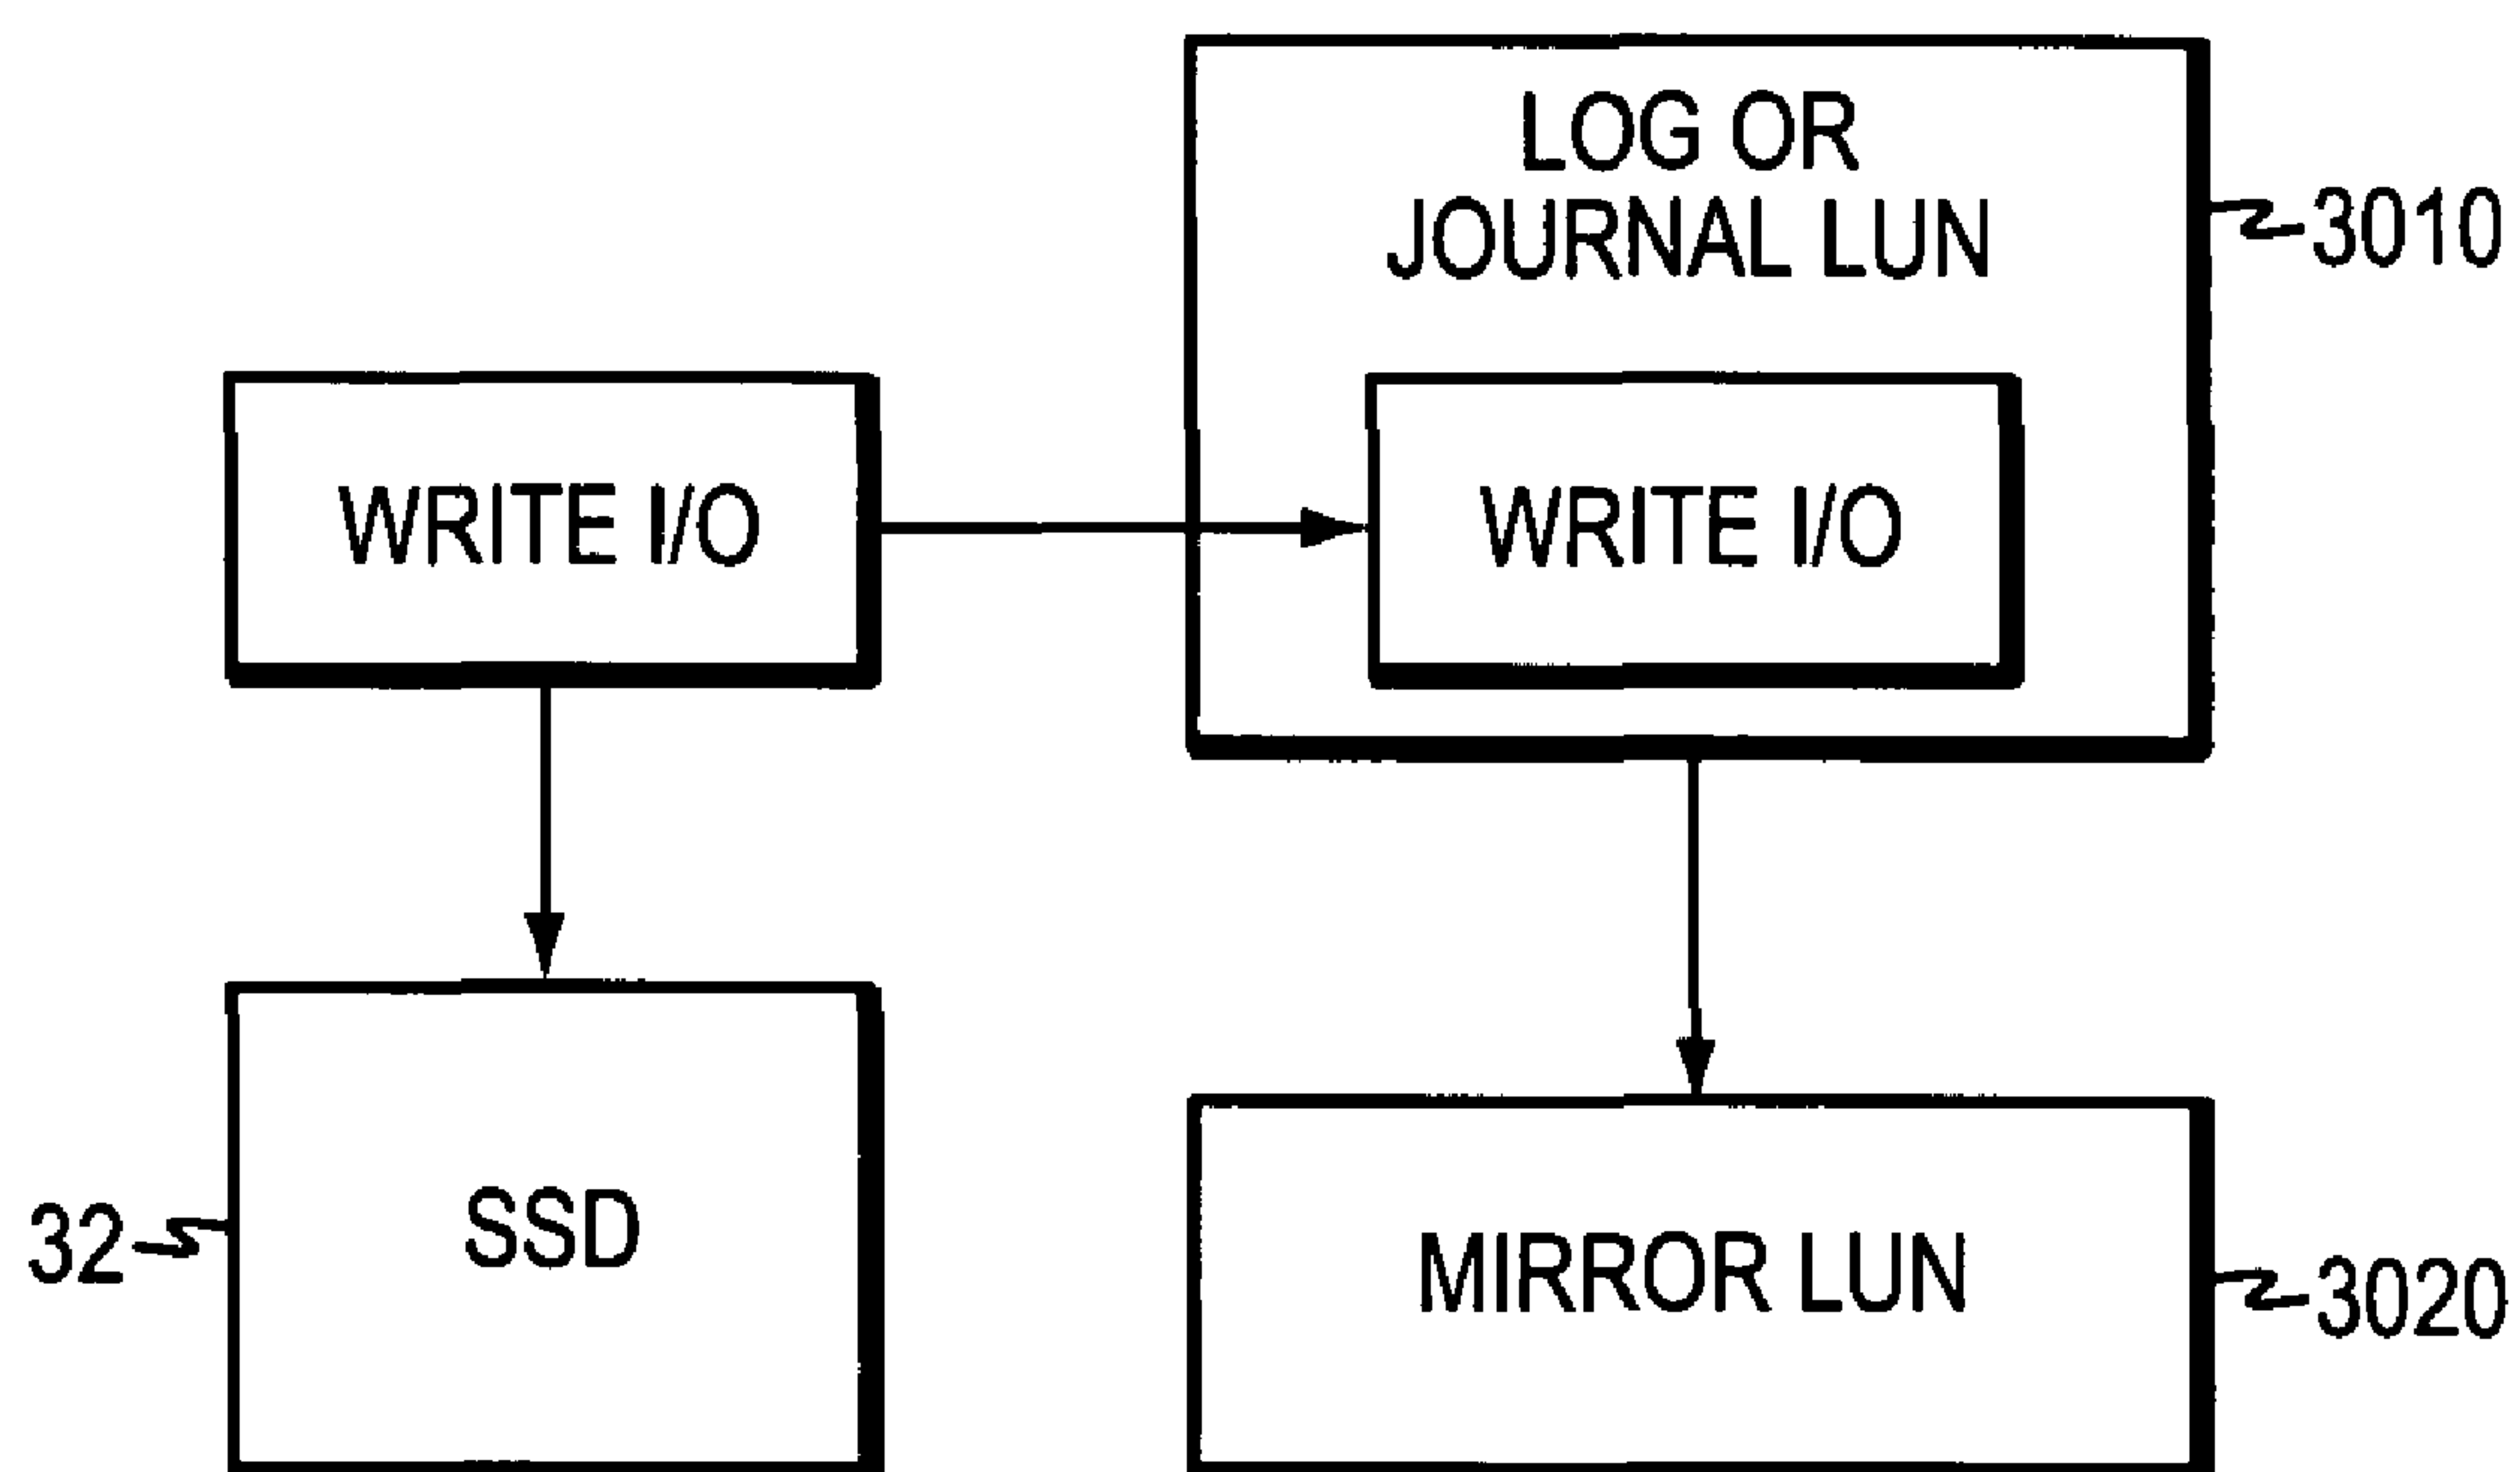 LOG OR
JOURNAL LUN
3010
WRITE I/O
WRITE I/O
SSD
32
MIRROR LUN
3020